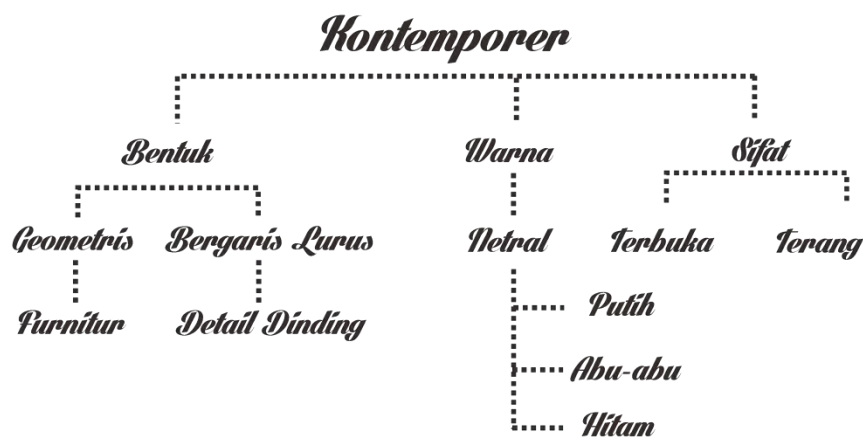 Kontemporer
Bentuk
Warna
Sifat
Geometris
Bergaris Lurus
Netral
Terbuka
Terang
Furnitur
Detail Dinding
Putih
Abu-abu
Hitam